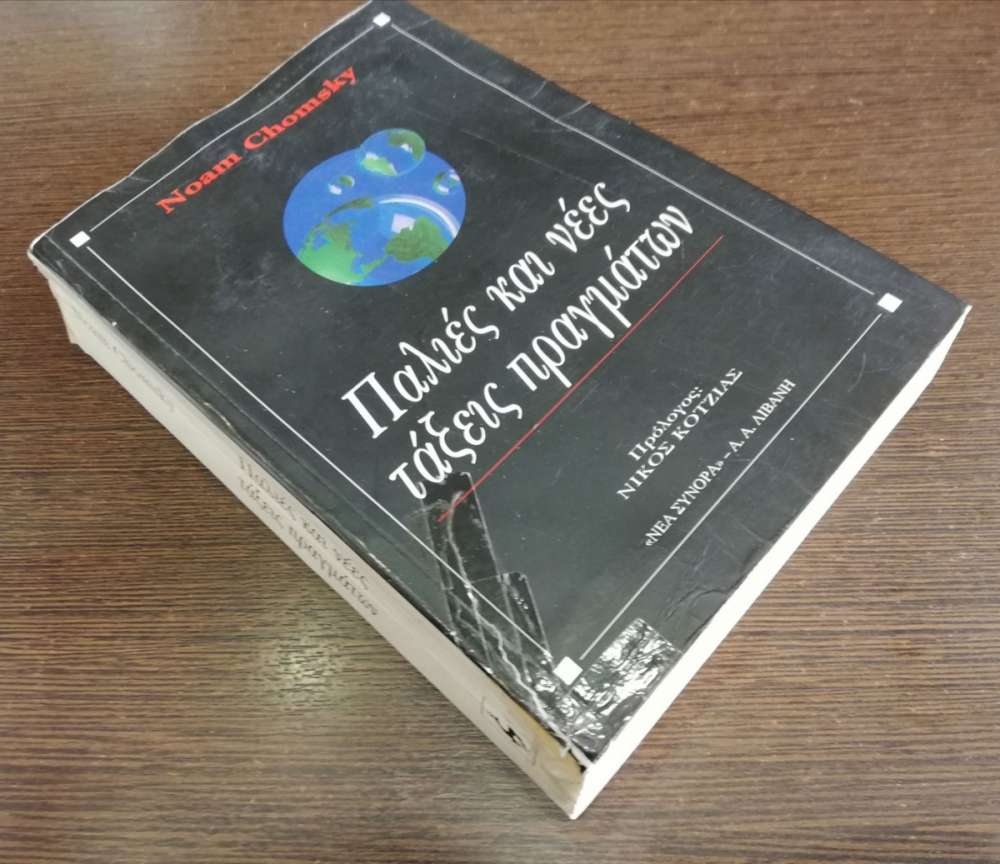 Noam Chomsky
Παλιές και νέες
τάξεις πραγμάτων
Πρόλογος:
ΝΙΚΟΣ ΚΟΤΖΙΑΣ
«ΝΕΑ ΣΥΝΟΡΑ» – Α. Α. ΛΙΒΑΝΗ
Παλιές και νέες
τάξεις πραγμάτων